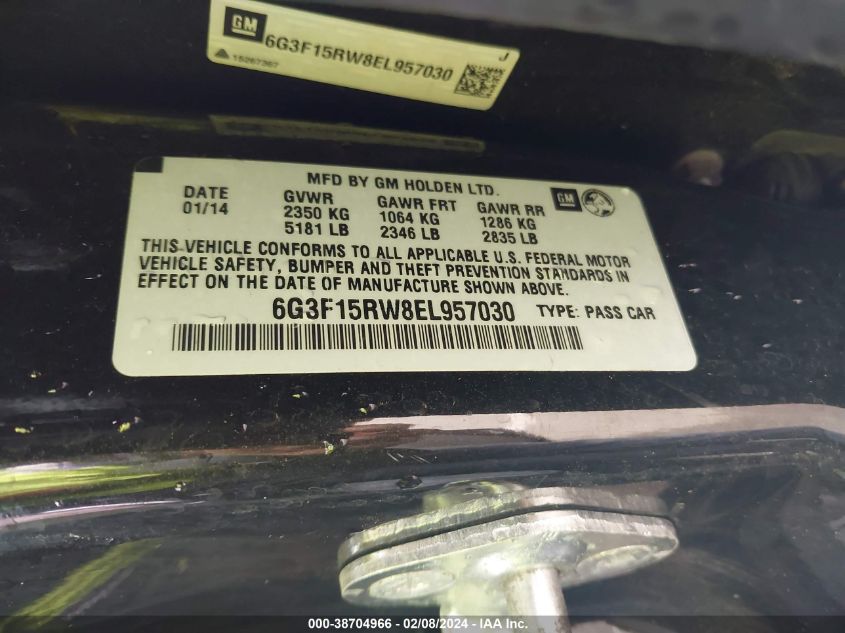 GM
6G3F15RW8EL957030
J
15267367
MFD BY GM HOLDEN LTD.
DATE GVWR GAWR FRT GAWR RR GM
01/14 2350 KG 1064 KG 1286 KG
5181 LB 2346 LB 2835 LB
THIS VEHICLE CONFORMS TO ALL APPLICABLE U.S. FEDERAL MOTOR
VEHICLE SAFETY, BUMPER AND THEFT PREVENTION STANDARDS IN
EFFECT ON THE DATE OF MANUFACTURE SHOWN ABOVE.
6G3F15RW8EL957030 TYPE: PASS CAR
000-38704966 - 02/08/2024 - IAA Inc.